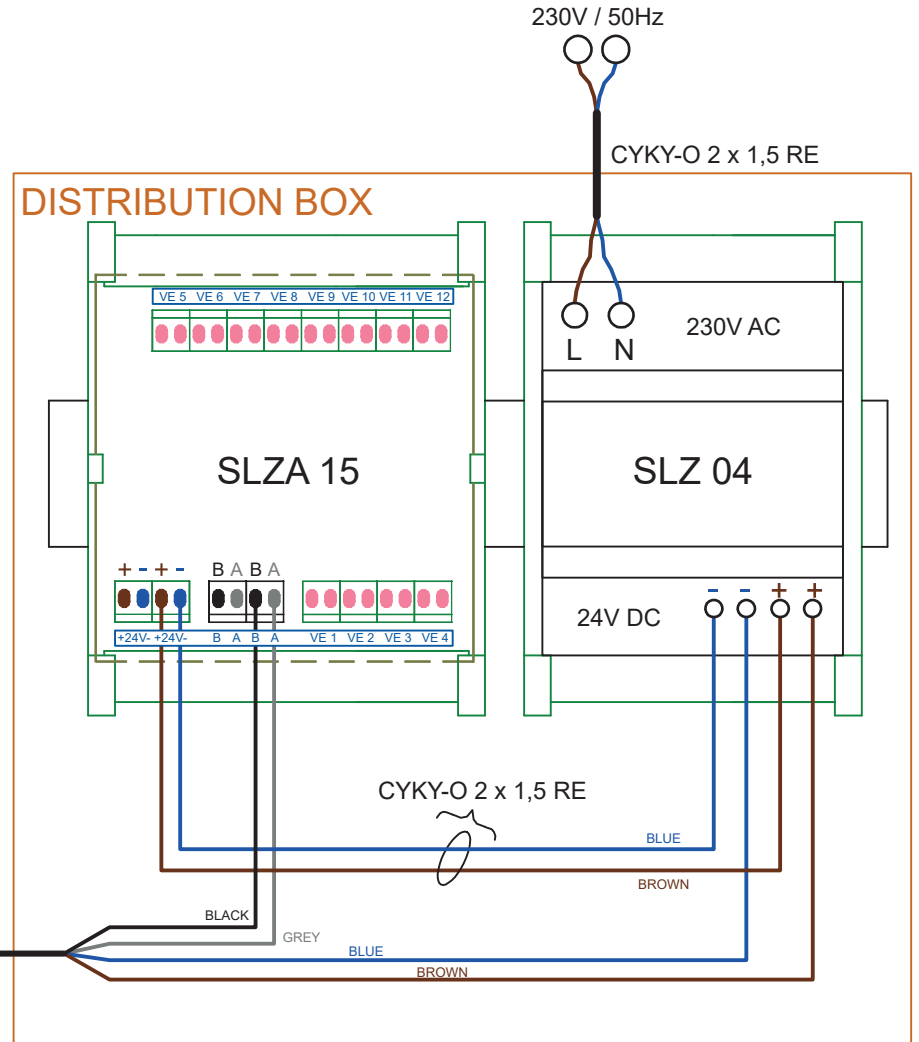 230V / 50Hz
CYKY-O 2 x 1,5 RE
DISTRIBUTION BOX
VE 5 VE 6 VE 7 VE 8 VE 9 VE 10 VE 11 VE 12
L N
230V AC
SLZA 15
SLZ 04
+ - + -
B A B A
+24V- +24V- B A B A VE 1 VE 2 VE 3 VE 4
24V DC
- - + +
CYKY-O 2 x 1,5 RE
BLUE
BROWN
BLACK
GREY
BLUE
BROWN